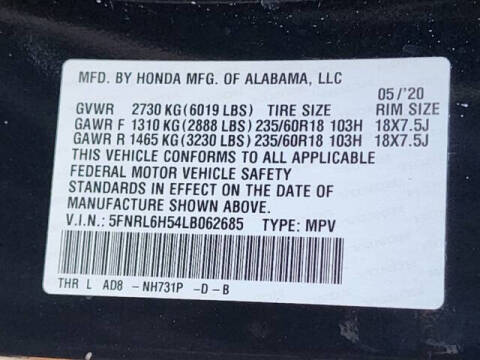 MFD. BY HONDA MFG. OF ALABAMA, LLC
05/'20
GVWR 2730 KG(6019 LBS) TIRE SIZE RIM SIZE
GAWR F 1310 KG(2888 LBS)235/60R18 103H 18X7.5J
GAWR R 1465 KG(3230 LBS)235/60R18 103H 18X7.5J
THIS VEHICLE CONFORMS TO ALL APPLICABLE
FEDERAL MOTOR VEHICLE SAFETY
STANDARDS IN EFFECT ON THE DATE OF
MANUFACTURE SHOWN ABOVE.
V.I.N.: 5FNRL6H54LB062685 TYPE: MPV
THR L AD8 -NH731P -D-B